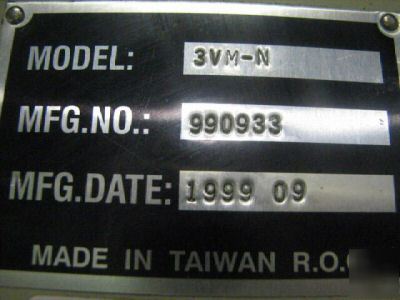 MODEL: 3VM-N
MFG.NO.: 990933
MFG.DATE: 1999 09
MADE IN TAIWAN R.O.